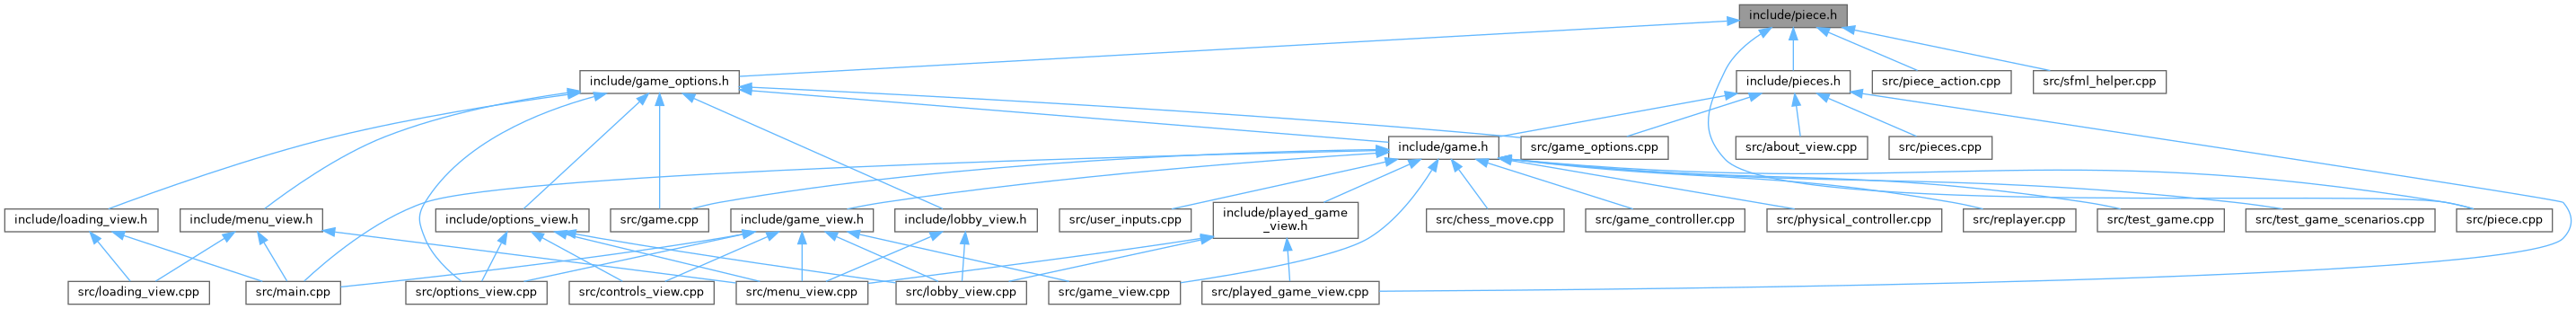 include/piece.h
include/game_options.h
include/pieces.h
src/piece_action.cpp
src/sfml_helper.cpp
include/game.h
src/game_options.cpp
src/about_view.cpp
src/pieces.cpp
include/loading_view.h
include/menu_view.h
include/options_view.h
src/game.cpp
include/game_view.h
include/lobby_view.h
src/user_inputs.cpp
include/played_game
_view.h
src/chess_move.cpp
src/game_controller.cpp
src/physical_controller.cpp
src/replayer.cpp
src/test_game.cpp
src/test_game_scenarios.cpp
src/piece.cpp
src/loading_view.cpp
src/main.cpp
src/options_view.cpp
src/controls_view.cpp
src/menu_view.cpp
src/lobby_view.cpp
src/game_view.cpp
src/played_game_view.cpp